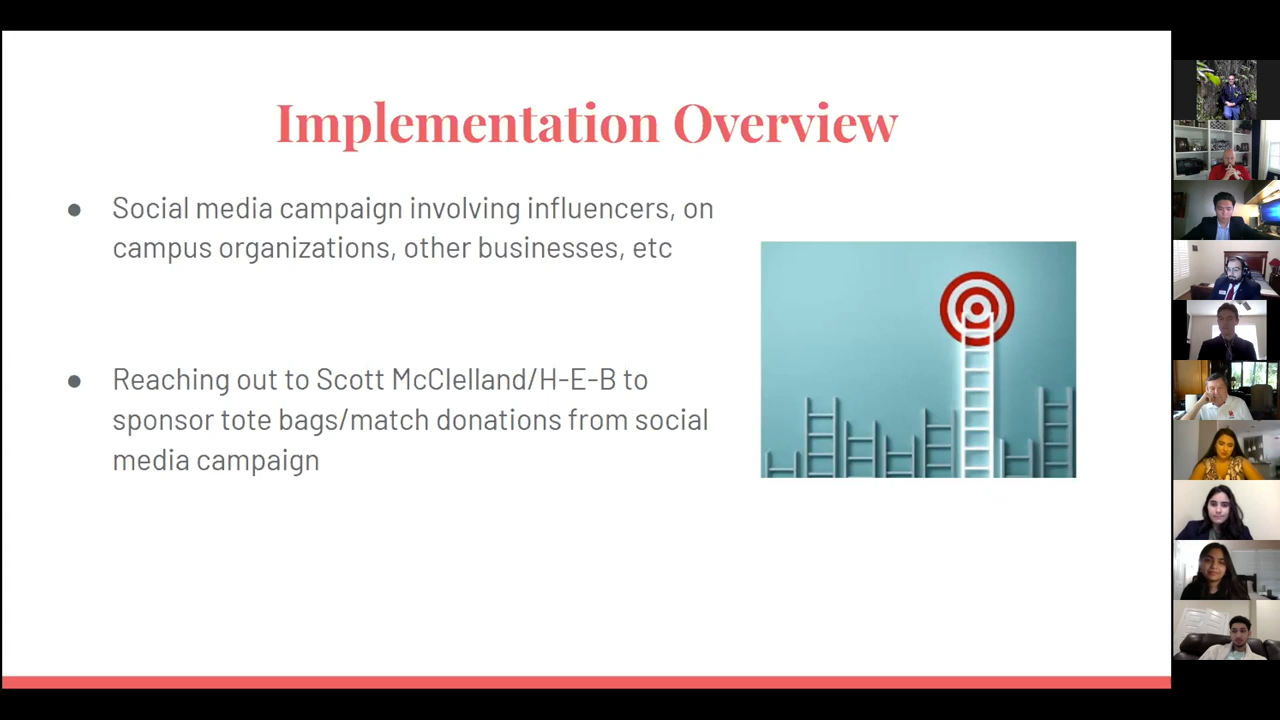 Implementation Overview
● Social media campaign involving influencers, on
campus organizations, other businesses, etc
● Reaching out to Scott McClelland/H-E-B to
sponsor tote bags/match donations from social
media campaign